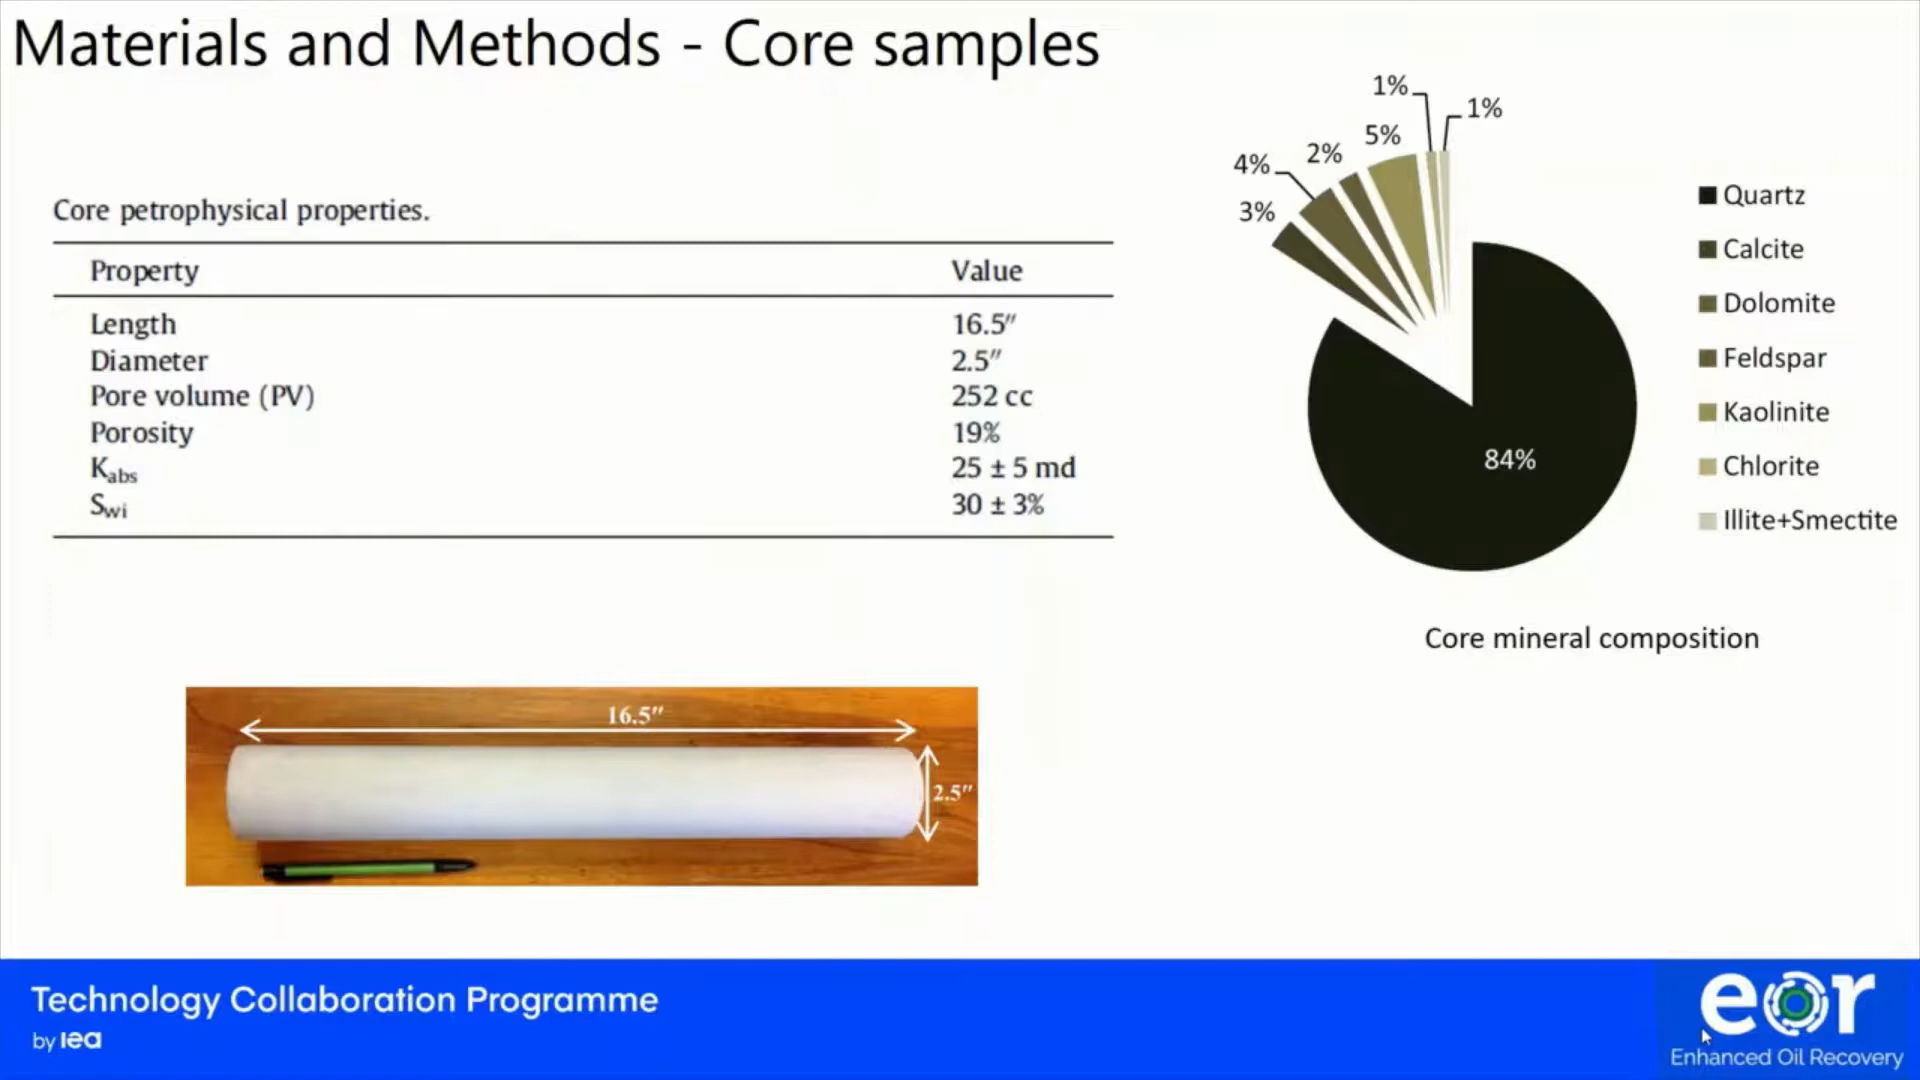 Materials and Methods - Core samples
Core petrophysical properties.
Property Value
Length 16.5″
Diameter 2.5″
Pore volume (PV) 252 cc
Porosity 19%
Kabs 25 ± 5 md
Swi 30 ± 3%
16.5″
2.5″
1%
1%
5%
2%
4%
3%
84%
Quartz
Calcite
Dolomite
Feldspar
Kaolinite
Chlorite
Illite+Smectite
Core mineral composition
Technology Collaboration Programme
by iea
eor
Enhanced Oil Recovery